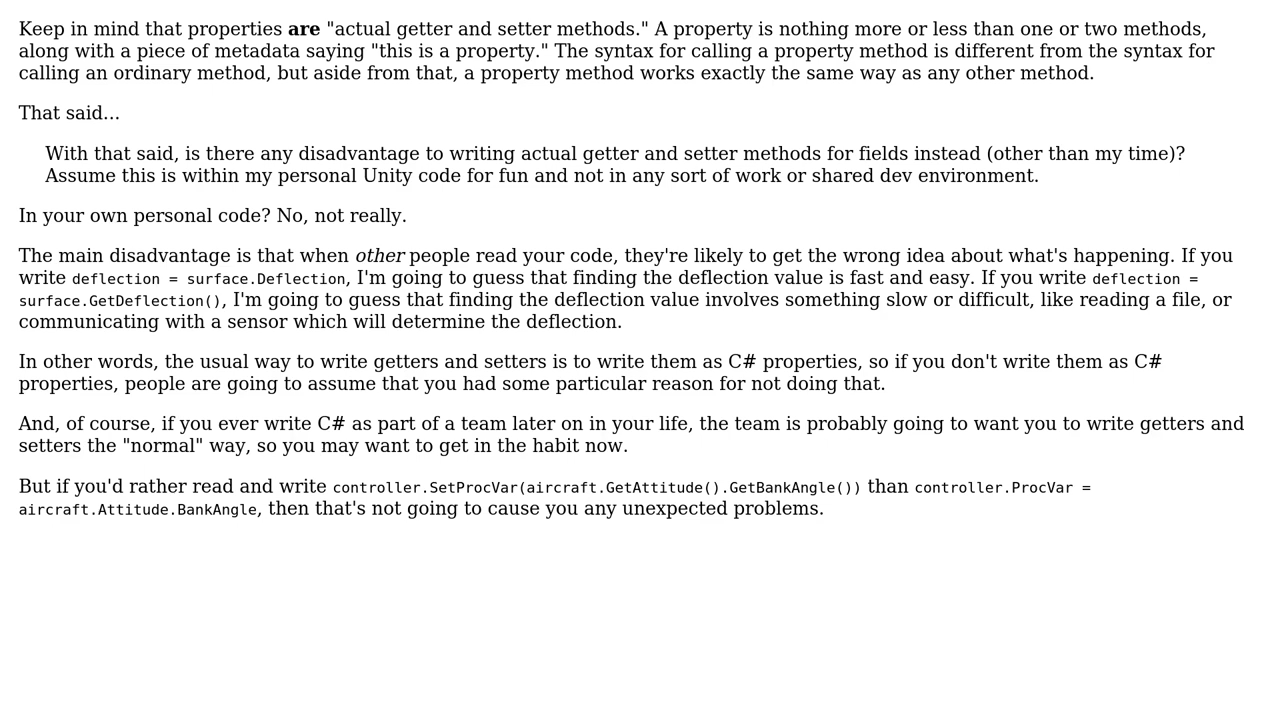 Keep in mind that properties are "actual getter and setter methods." A property is nothing more or less than one or two methods,
along with a piece of metadata saying "this is a property." The syntax for calling a property method is different from the syntax for
calling an ordinary method, but aside from that, a property method works exactly the same way as any other method.
That said...
With that said, is there any disadvantage to writing actual getter and setter methods for fields instead (other than my time)?
Assume this is within my personal Unity code for fun and not in any sort of work or shared dev environment.
In your own personal code? No, not really.
The main disadvantage is that when other people read your code, they're likely to get the wrong idea about what's happening. If you
write deflection = surface.Deflection, I'm going to guess that finding the deflection value is fast and easy. If you write deflection =
surface.GetDeflection(), I'm going to guess that finding the deflection value involves something slow or difficult, like reading a file, or
communicating with a sensor which will determine the deflection.
In other words, the usual way to write getters and setters is to write them as C# properties, so if you don't write them as C#
properties, people are going to assume that you had some particular reason for not doing that.
And, of course, if you ever write C# as part of a team later on in your life, the team is probably going to want you to write getters and
setters the "normal" way, so you may want to get in the habit now.
But if you'd rather read and write controller.SetProcVar(aircraft.GetAttitude().GetBankAngle()) than controller.ProcVar =
aircraft.Attitude.BankAngle, then that's not going to cause you any unexpected problems.